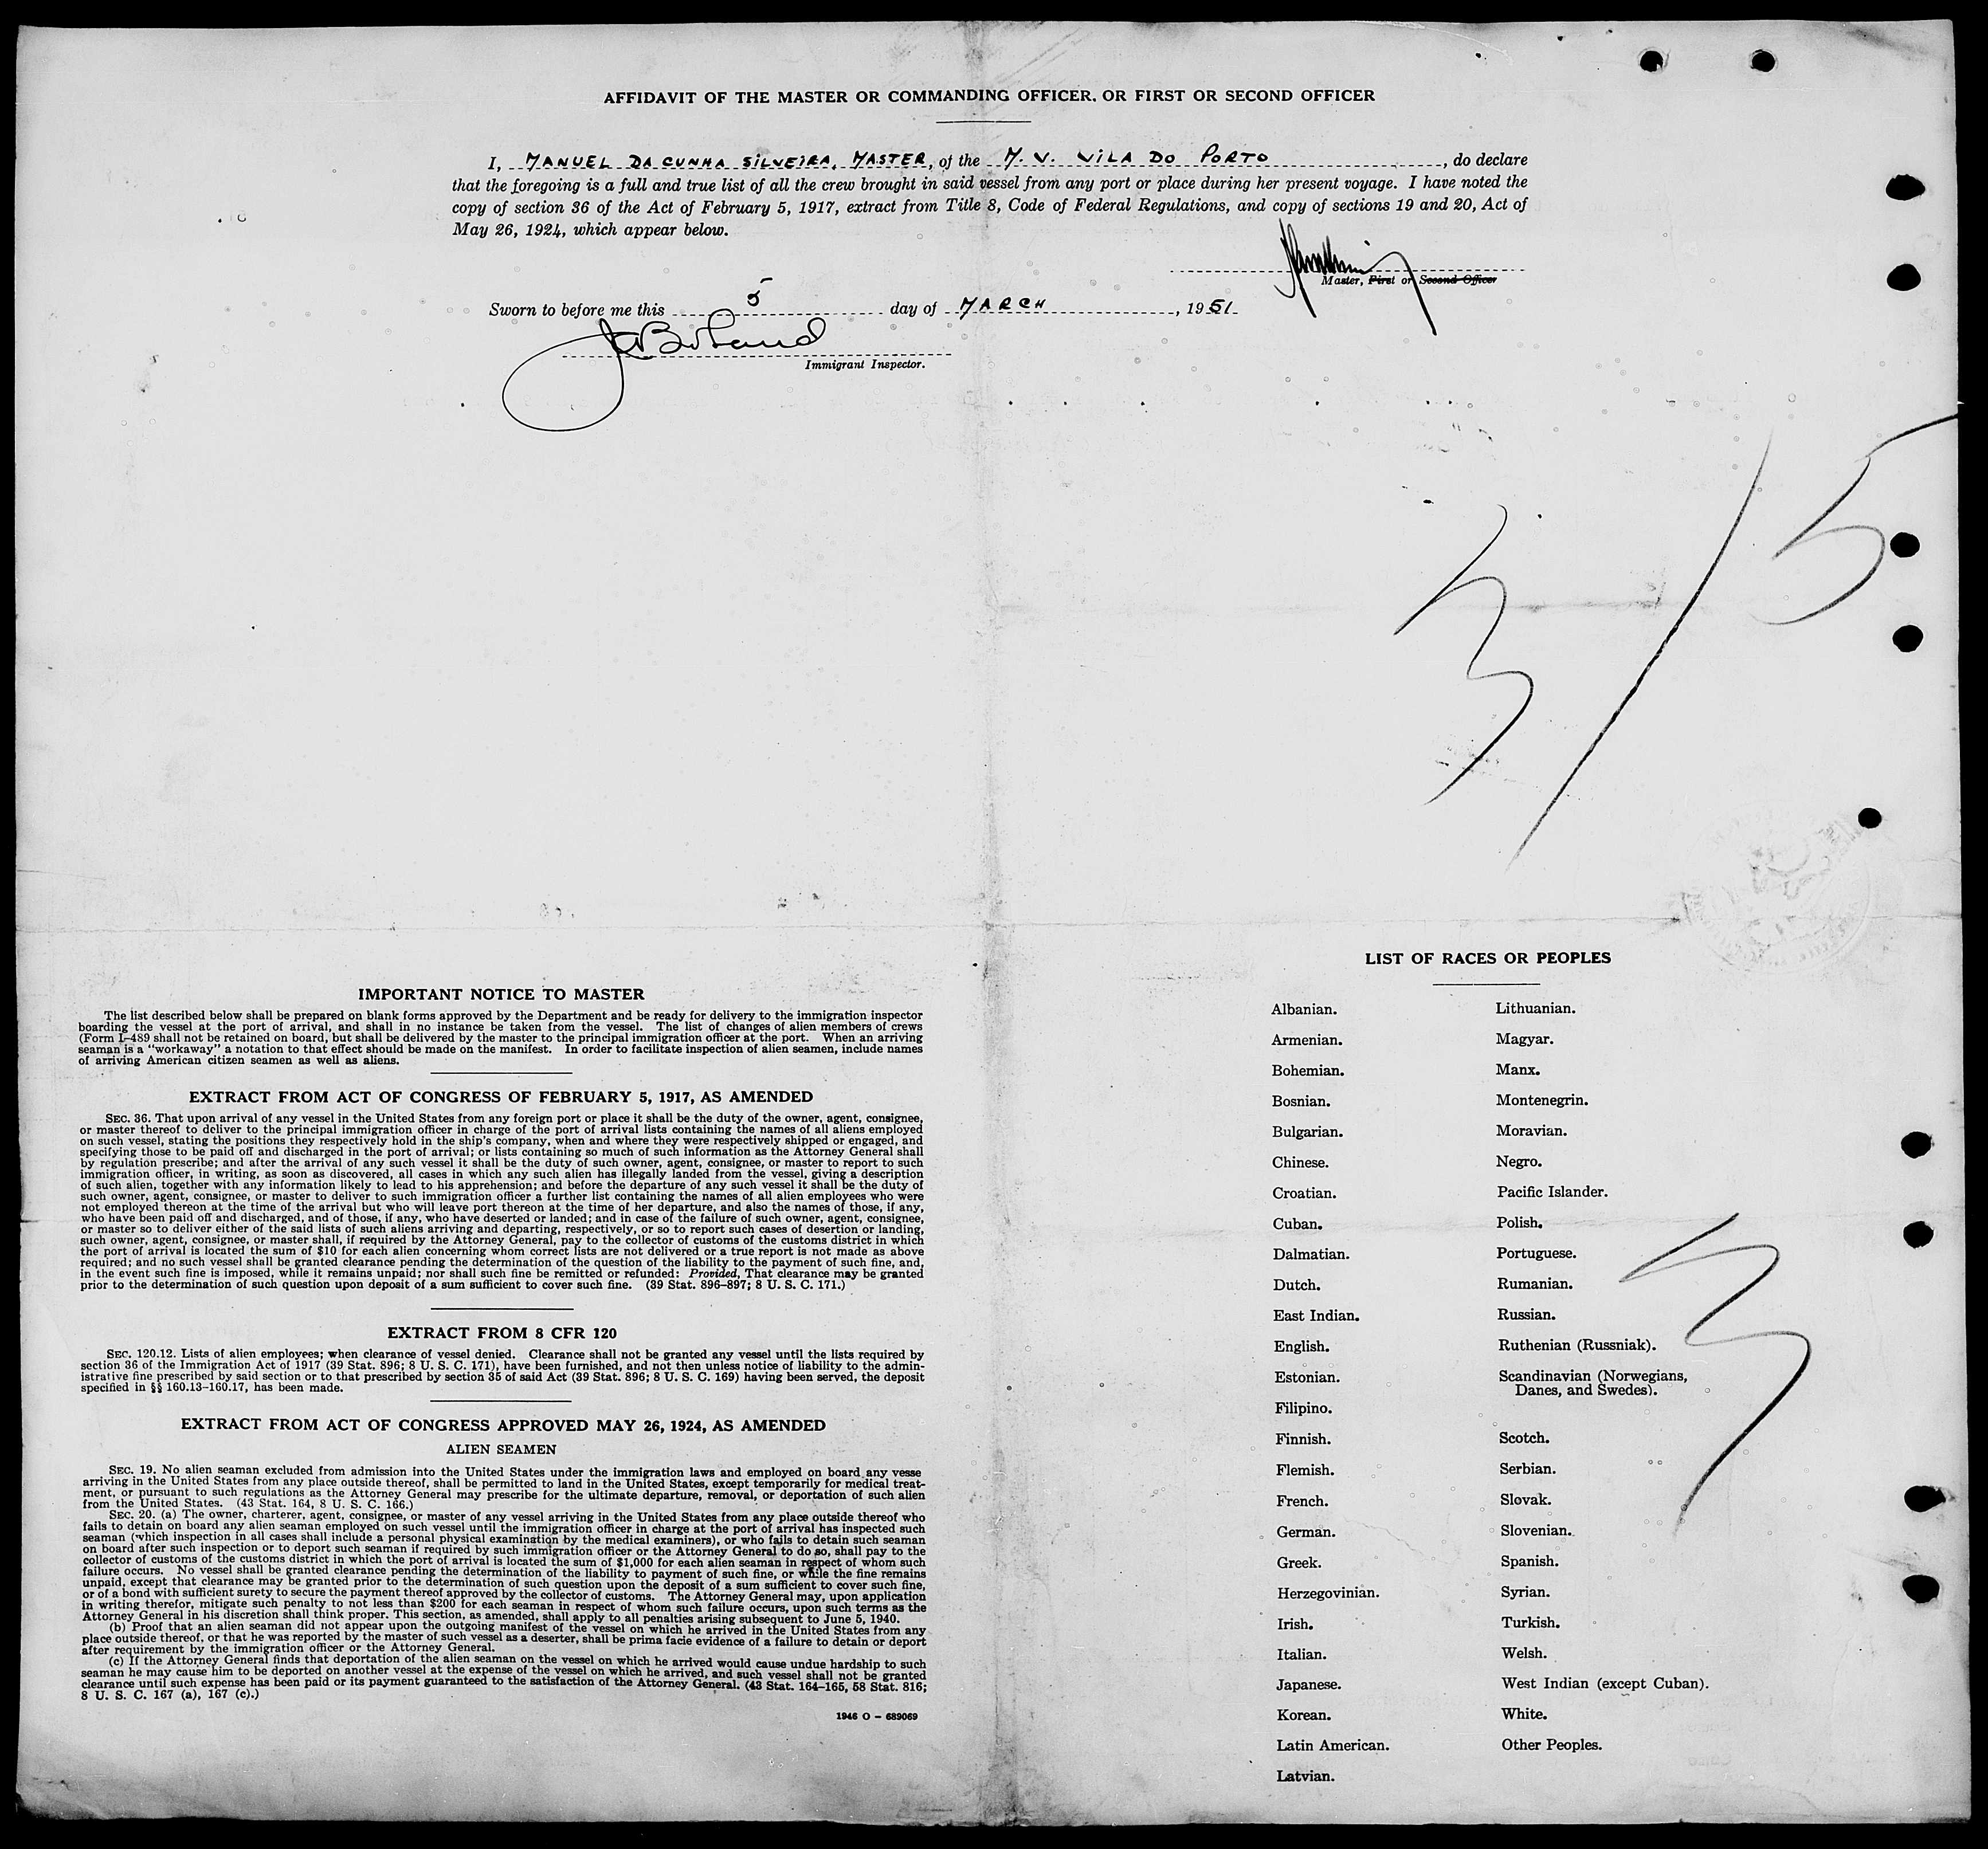 AFFIDAVIT OF THE MASTER OR COMMANDING OFFICER, OR FIRST OR SECOND OFFICER
I, MANUEL DA CUNHA SILVEIRA, MASTER, of the M. V. VILA DO PORTO, do declare
that the foregoing is a full and true list of all the crew brought in said vessel from any port or place during her present voyage. I have noted the
copy of section 36 of the Act of February 5, 1917, extract from Title 8, Code of Federal Regulations, and copy of sections 19 and 20, Act of
May 26, 1924, which appear below.
Master, First or Second Officer
Sworn to before me this 5 day of MARCH, 1951
Immigrant Inspector.
3/5
IMPORTANT NOTICE TO MASTER
The list described below shall be prepared on blank forms approved by the Department and be ready for delivery to the immigration inspector
boarding the vessel at the port of arrival, and shall in no instance be taken from the vessel. The list of changes of alien members of crews
(Form I-489 shall not be retained on board, but shall be delivered by the master to the principal immigration officer at the port. When an arriving
seaman is a "workaway" a notation to that effect should be made on the manifest. In order to facilitate inspection of alien seamen, include names
of arriving American citizen seamen as well as aliens.
EXTRACT FROM ACT OF CONGRESS OF FEBRUARY 5, 1917, AS AMENDED
SEC. 36. That upon arrival of any vessel in the United States from any foreign port or place it shall be the duty of the owner, agent, consignee,
or master thereof to deliver to the principal immigration officer in charge of the port of arrival lists containing the names of all aliens employed
on such vessel, stating the positions they respectively hold in the ship's company, when and where they were respectively shipped or engaged, and
specifying those to be paid off and discharged in the port of arrival; or lists containing so much of such information as the Attorney General shall
by regulation prescribe; and after the arrival of any such vessel it shall be the duty of such owner, agent, consignee, or master to report to such
immigration officer, in writing, as soon as discovered, all cases in which any such alien has illegally landed from the vessel, giving a description
of such alien, together with any information likely to lead to his apprehension; and before the departure of any such vessel it shall be the duty of
such owner, agent, consignee, or master to deliver to such immigration officer a further list containing the names of all alien employees who were
not employed thereon at the time of the arrival but who will leave port thereon at the time of her departure, and also the names of those, if any,
who have been paid off and discharged, and of those, if any, who have deserted or landed; and in case of the failure of such owner, agent, consignee,
or master so to deliver either of the said lists of such aliens arriving and departing, respectively, or so to report such cases of desertion or landing,
such owner, agent, consignee, or master shall, if required by the Attorney General, pay to the collector of customs of the customs district in which
the port of arrival is located the sum of $10 for each alien concerning whom correct lists are not delivered or a true report is not made as above
required; and no such vessel shall be granted clearance pending the determination of the question of the liability to the payment of such fine, and,
in the event such fine is imposed, while it remains unpaid; nor shall such fine be remitted or refunded: Provided, That clearance may be granted
prior to the determination of such question upon deposit of a sum sufficient to cover such fine. (39 Stat. 896-897; 8 U. S. C. 171.)
EXTRACT FROM 8 CFR 120
SEC. 120.12. Lists of alien employees; when clearance of vessel denied. Clearance shall not be granted any vessel until the lists required by
section 36 of the Immigration Act of 1917 (39 Stat. 896; 8 U. S. C. 171), have been furnished, and not then unless notice of liability to the admin-
istrative fine prescribed by said section or to that prescribed by section 35 of said Act (39 Stat. 896; 8 U. S. C. 169) having been served, the deposit
specified in §§ 160.13-160.17, has been made.
EXTRACT FROM ACT OF CONGRESS APPROVED MAY 26, 1924, AS AMENDED
ALIEN SEAMEN
SEC. 19. No alien seaman excluded from admission into the United States under the immigration laws and employed on board any vesse
arriving in the United States from any place outside thereof, shall be permitted to land in the United States, except temporarily for medical treat-
ment, or pursuant to such regulations as the Attorney General may prescribe for the ultimate departure, removal, or deportation of such alien
from the United States. (43 Stat. 164, 8 U. S. C. 166.)
SEC. 20. (a) The owner, charterer, agent, consignee, or master of any vessel arriving in the United States from any place outside thereof who
fails to detain on board any alien seaman employed on such vessel until the immigration officer in charge at the port of arrival has inspected such
seaman (which inspection in all cases shall include a personal physical examination by the medical examiners), or who fails to detain such seaman
on board after such inspection or to deport such seaman if required by such immigration officer or the Attorney General to do so, shall pay to the
collector of customs of the customs district in which the port of arrival is located the sum of $1,000 for each alien seaman in respect of whom such
failure occurs. No vessel shall be granted clearance pending the determination of the liability to payment of such fine, or while the fine remains
unpaid, except that clearance may be granted prior to the determination of such question upon the deposit of a sum sufficient to cover such fine,
or of a bond with sufficient surety to secure the payment thereof approved by the collector of customs. The Attorney General may, upon application
in writing therefor, mitigate such penalty to not less than $200 for each seaman in respect of whom such failure occurs, upon such terms as the
Attorney General in his discretion shall think proper. This section, as amended, shall apply to all penalties arising subsequent to June 5, 1940.
(b) Proof that an alien seaman did not appear upon the outgoing manifest of the vessel on which he arrived in the United States from any
place outside thereof, or that he was reported by the master of such vessel as a deserter, shall be prima facie evidence of a failure to detain or deport
after requirement by the immigration officer or the Attorney General.
(c) If the Attorney General finds that deportation of the alien seaman on the vessel on which he arrived would cause undue hardship to such
seaman he may cause him to be deported on another vessel at the expense of the vessel on which he arrived, and such vessel shall not be granted
clearance until such expense has been paid or its payment guaranteed to the satisfaction of the Attorney General. (43 Stat. 164-165, 58 Stat. 816;
8 U. S. C. 167 (a), 167 (c).)
1946 O - 689069
LIST OF RACES OR PEOPLES
Albanian.
Armenian.
Bohemian.
Bosnian.
Bulgarian.
Chinese.
Croatian.
Cuban.
Dalmatian.
Dutch.
East Indian.
English.
Estonian.
Filipino.
Finnish.
Flemish.
French.
German.
Greek.
Herzegovinian.
Irish.
Italian.
Japanese.
Korean.
Latin American.
Latvian.
Lithuanian.
Magyar.
Manx.
Montenegrin.
Moravian.
Negro.
Pacific Islander.
Polish.
Portuguese.
Rumanian.
Russian.
Ruthenian (Russniak).
Scandinavian (Norwegians,
Danes, and Swedes).
Scotch.
Serbian.
Slovak.
Slovenian.
Spanish.
Syrian.
Turkish.
Welsh.
West Indian (except Cuban).
White.
Other Peoples.
3